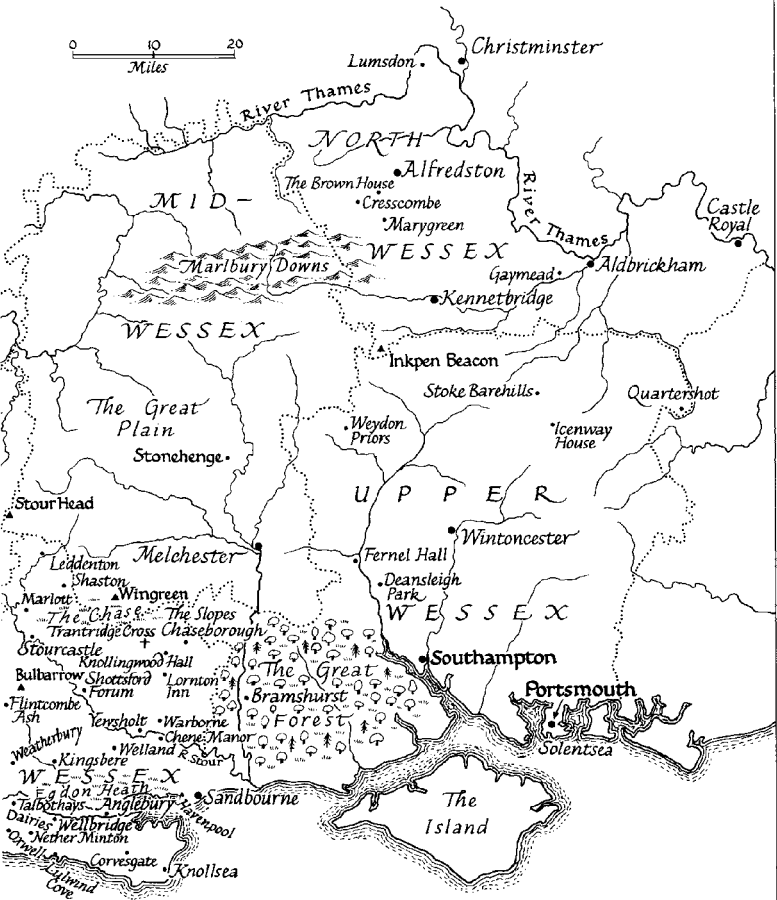 0 10 20
Miles
Christminster
Lumsdon
River Thames
NORTH
Alfredston
The Brown House
Cresscombe
Marygreen
MID-
River Thames
Castle
Royal
WESSEX
Marlbury Downs
Gaymead
Aldbrickham
Kennetbridge
WESSEX
Inkpen Beacon
Stoke Barehills
Quartershot
The Great
Plain
Weydon
Priors
Icenway
House
Stonehenge
UPPER
Stour Head
Wintoncester
Melchester
Fernel Hall
Leddenton
Shaston
Deansleigh
Park
Wingreen
Marlott
The Chase
The Slopes
WESSEX
Trantridge Cross
Chaseborough
Stourcastle
Knollingwood Hall
Southampton
The Great
Forest
Bulbarrow
Shottsford
Forum
Lornton
Inn
Bramshurst
Portsmouth
Flintcombe
Ash
Yewsholt
Warborne
Chene Manor
Solentsea
Weatherbury
Welland
R. Stour
Kingsbere
WESSEX
Egdon Heath
Sandbourne
The
Island
Talbothays
Dairies
Anglebury
Havenpool
Wellbridge
Nether Minton
Corvesgate
Knollsea
Lulwind
Cove